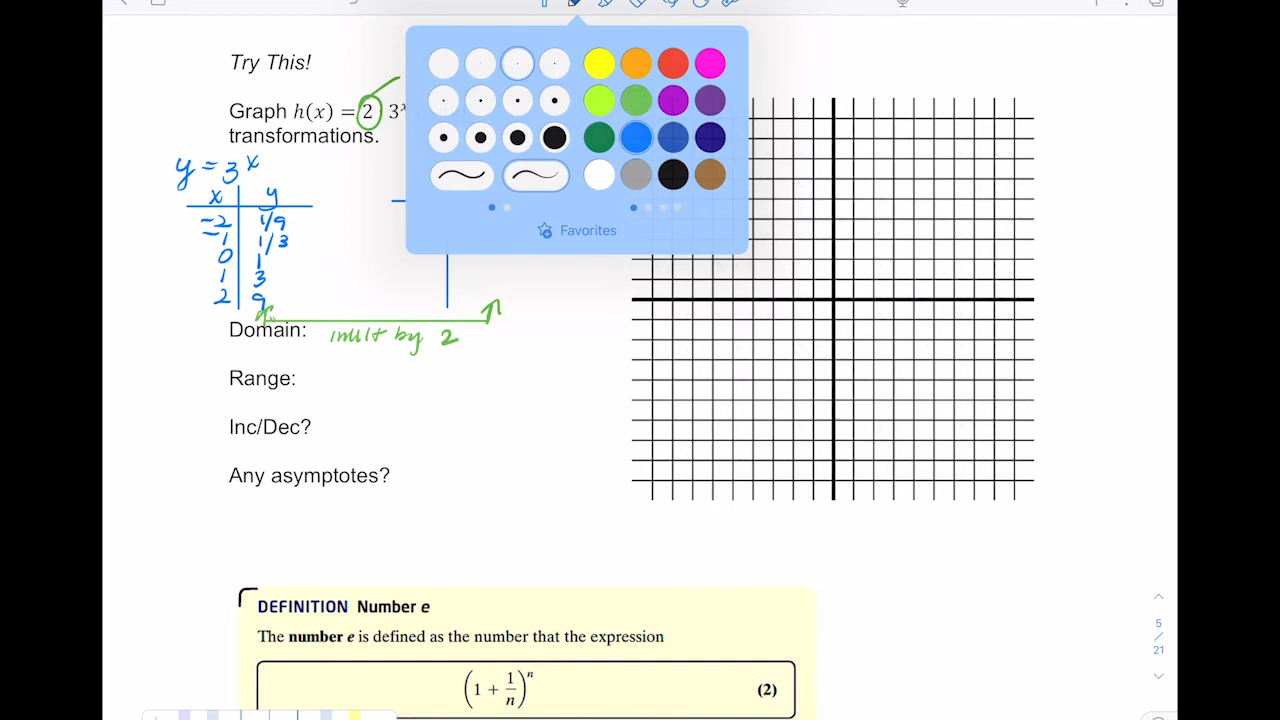 Try This!
Graph h(x) = 2 3ˣ
transformations.
y = 3ˣ
x y
-2 1/9
-1 1/3
0 1
1 3
2 9
Favorites
Domain:
mult by 2
Range:
Inc/Dec?
Any asymptotes?
DEFINITION Number e
The number e is defined as the number that the expression
(1 + 1/n)ⁿ (2)
5
/
21